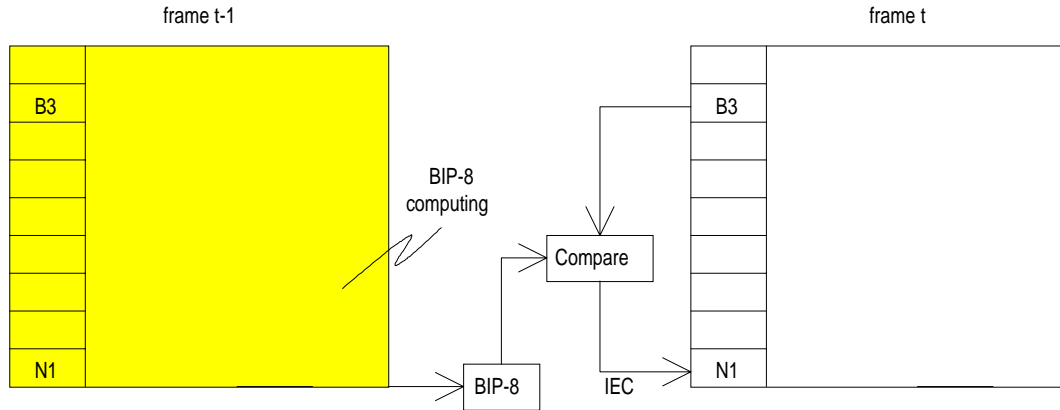 frame t-1
frame t
B3
B3
BIP-8
computing
Compare
N1
BIP-8
IEC
N1